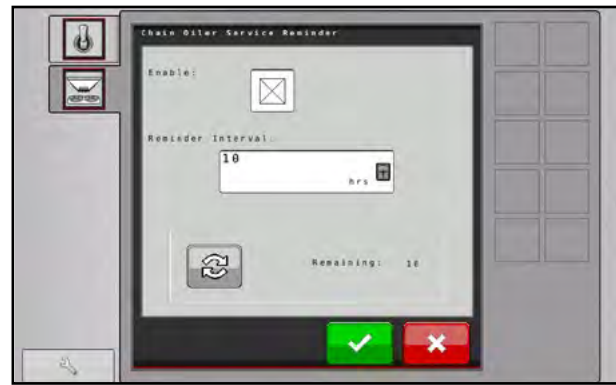 Chain Oiler Service Reminder
Enable:
Reminder Interval:
10
hrs
Remaining: 10